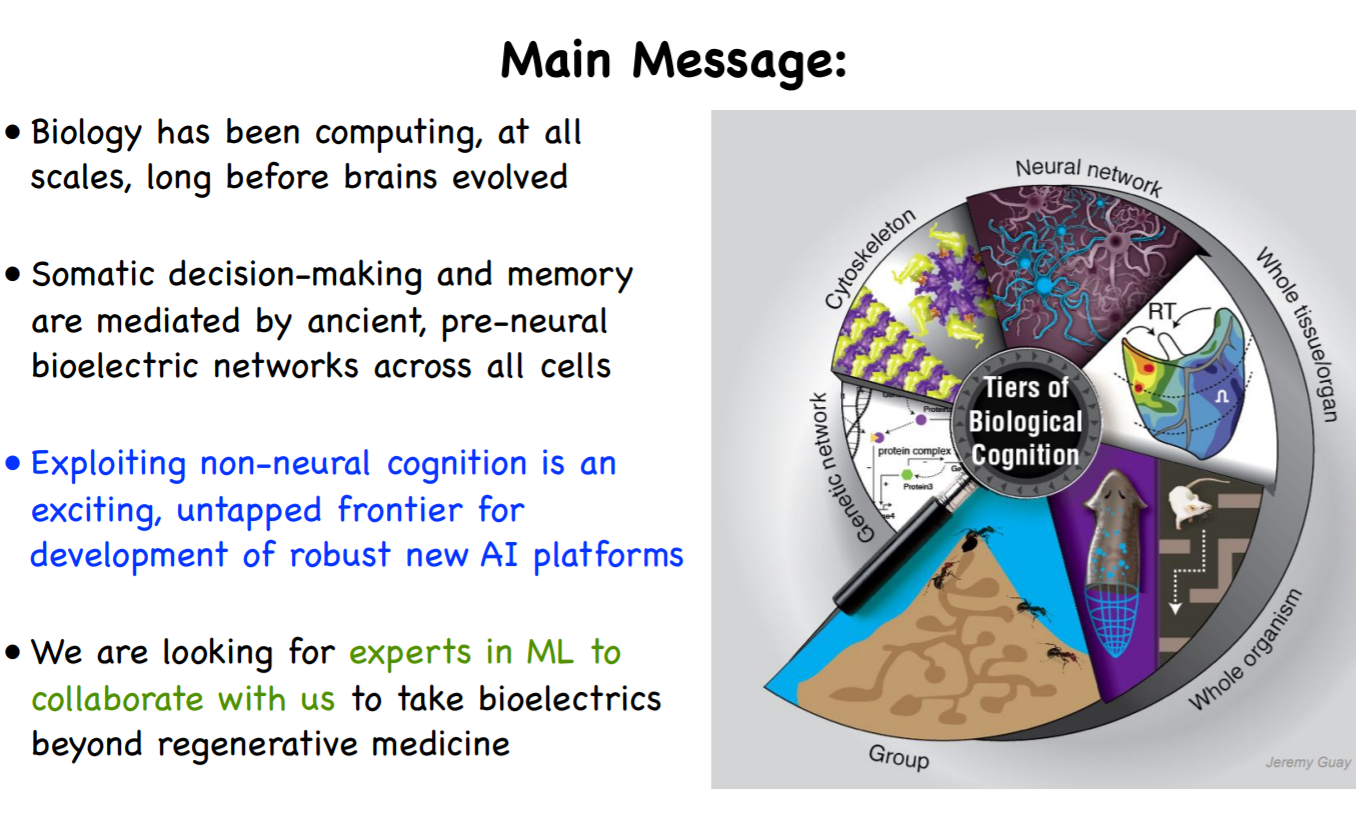 Main Message:
• Biology has been computing, at all
scales, long before brains evolved
• Somatic decision-making and memory
are mediated by ancient, pre-neural
bioelectric networks across all cells
• Exploiting non-neural cognition is an
exciting, untapped frontier for
development of robust new AI platforms
• We are looking for experts in ML to
collaborate with us to take bioelectrics
beyond regenerative medicine
Neural network
Cytoskeleton
Whole tissue/organ
RT
Tiers of
Biological
Cognition
Genetic network
protein complex
Protein3
Whole organism
Group
Jeremy Guay